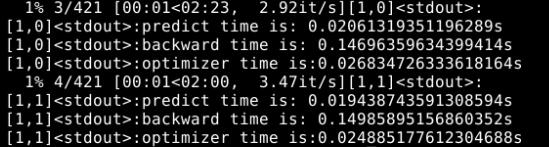 1% 3/421 [00:01<02:23,  2.92it/s][1,0]<stdout>:
[1,0]<stdout>:predict time is: 0.02061319351196289s
[1,0]<stdout>:backward time is: 0.14696359634399414s
[1,0]<stdout>:optimizer time is:0.026834726333618164s
1% 4/421 [00:01<02:00,  3.47it/s][1,1]<stdout>:
[1,1]<stdout>:predict time is: 0.019438743591308594s
[1,1]<stdout>:backward time is: 0.14985895156860352s
[1,1]<stdout>:optimizer time is:0.024885177612304688s